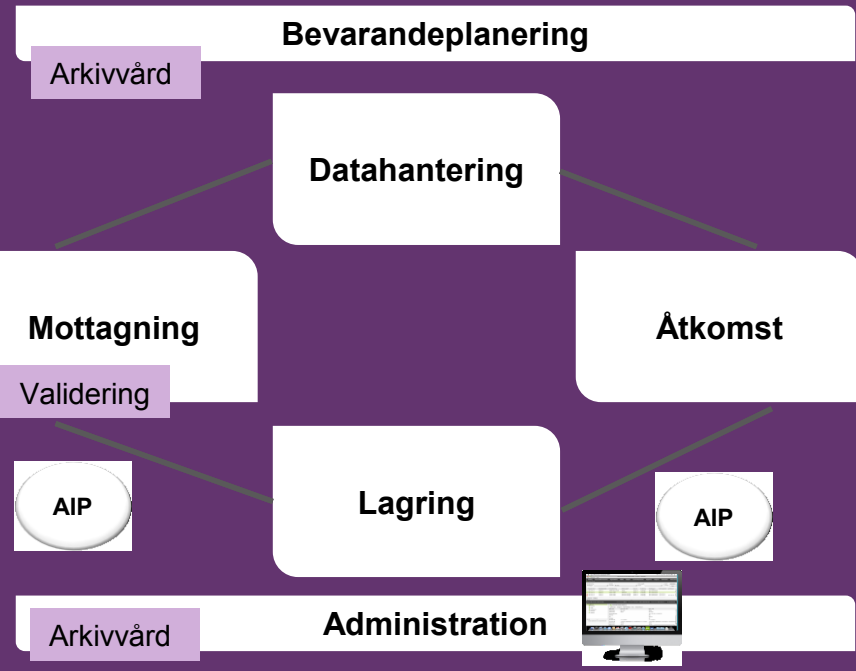 Bevarandeplanering
Arkivvård
Datahantering
Mottagning
Åtkomst
Validering
AIP
Lagring
AIP
Administration
Arkivvård